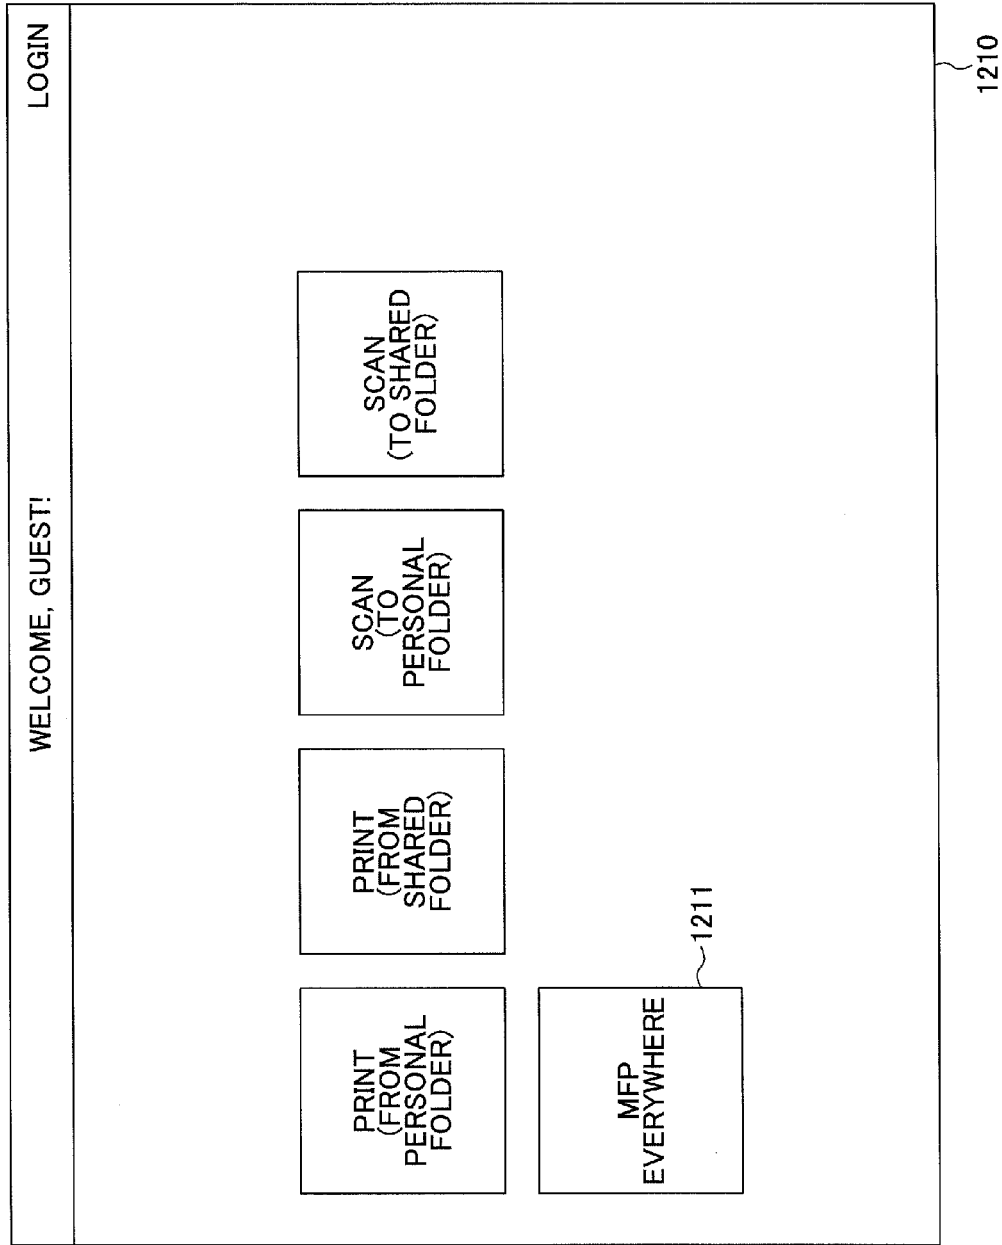 WELCOME, GUEST!
LOGIN
PRINT
(FROM
PERSONAL
FOLDER)
PRINT
(FROM
SHARED
FOLDER)
SCAN
(TO
PERSONAL
FOLDER)
SCAN
(TO SHARED
FOLDER)
MFP
EVERYWHERE
1211
1210